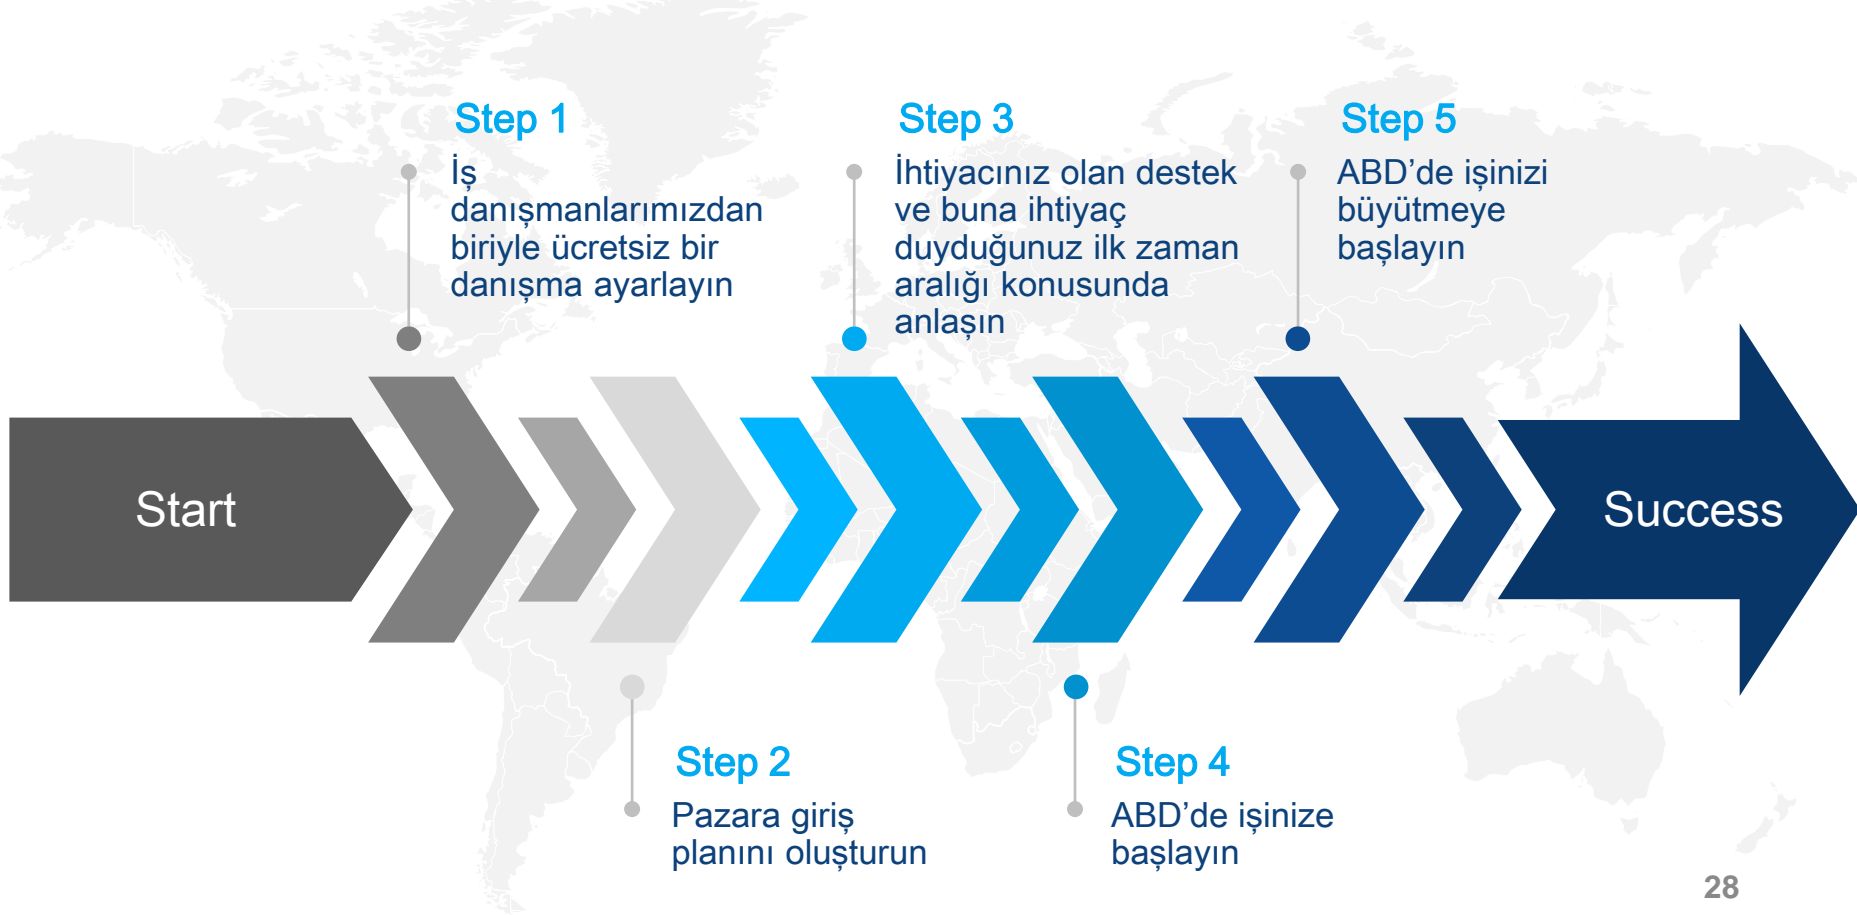 Step 1
İş
danışmanlarımızdan
biriyle ücretsiz bir
danışma ayarlayın
Step 3
İhtiyacınız olan destek
ve buna ihtiyaç
duyduğunuz ilk zaman
aralığı konusunda
anlaşın
Step 5
ABD’de işinizi
büyütmeye
başlayın
Start
Success
Step 2
Pazara giriş
planını oluşturun
Step 4
ABD’de işinize
başlayın
28